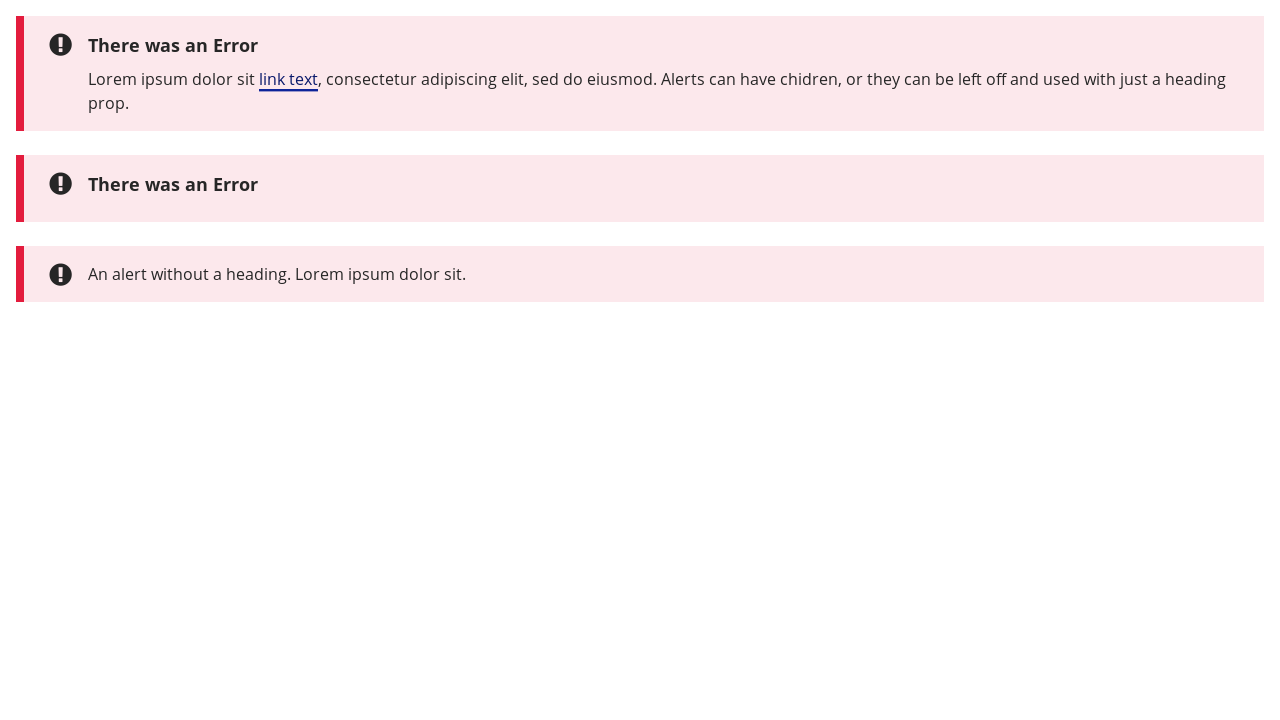 There was an Error
Lorem ipsum dolor sit link text, consectetur adipiscing elit, sed do eiusmod. Alerts can have chidren, or they can be left off and used with just a heading
prop.
There was an Error
An alert without a heading. Lorem ipsum dolor sit.